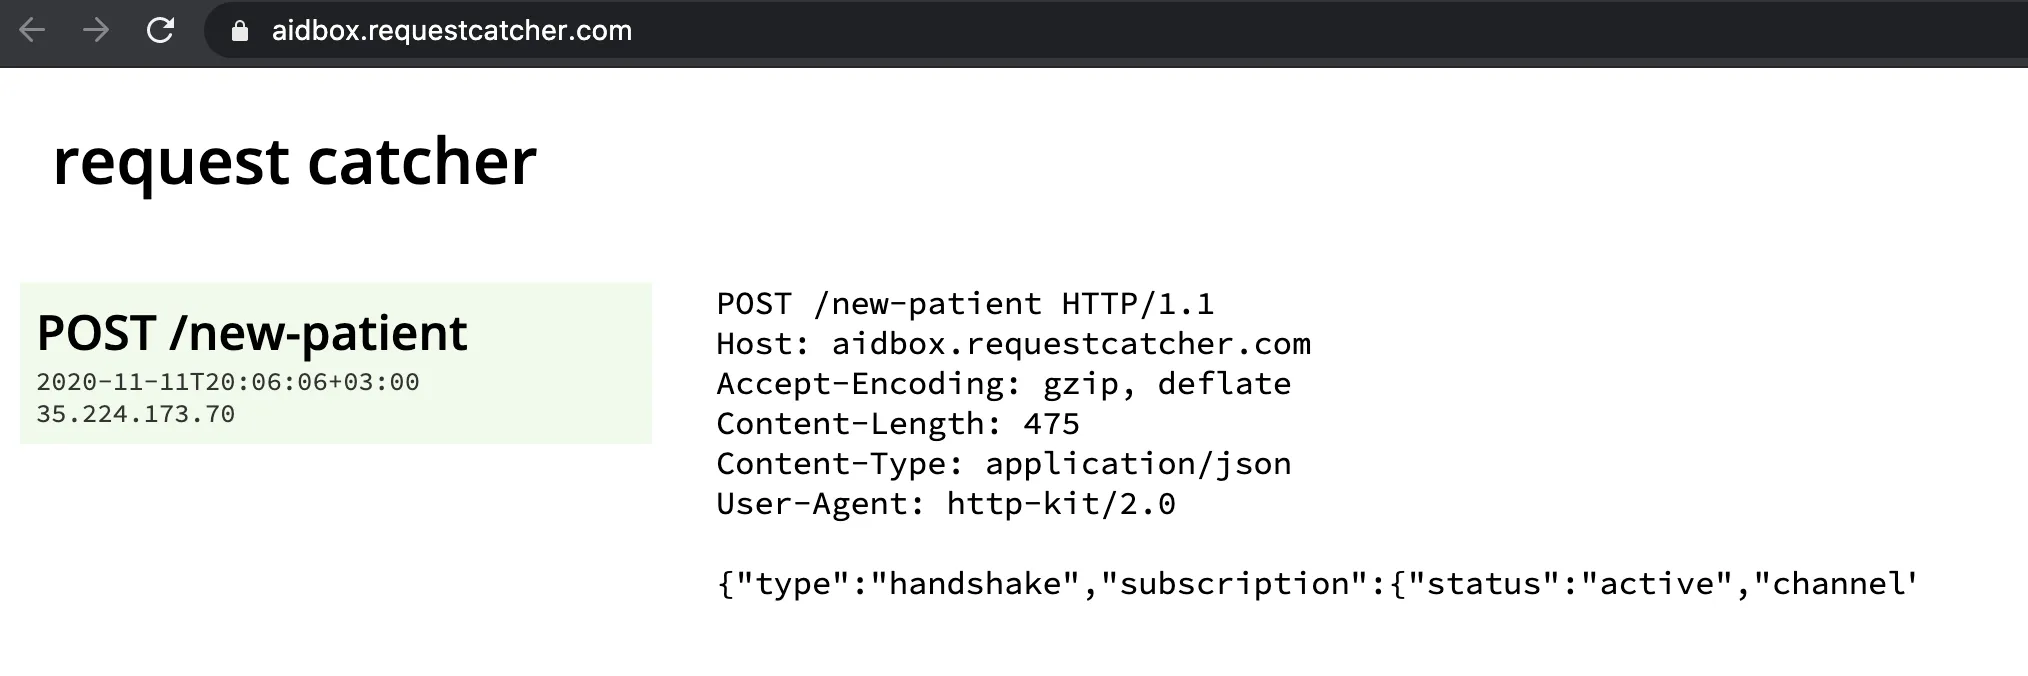 aidbox.requestcatcher.com
request catcher
POST /new-patient
2020-11-11T20:06:06+03:00
35.224.173.70
POST /new-patient HTTP/1.1
Host: aidbox.requestcatcher.com
Accept-Encoding: gzip, deflate
Content-Length: 475
Content-Type: application/json
User-Agent: http-kit/2.0
{"type":"handshake","subscription":{"status":"active","channel'